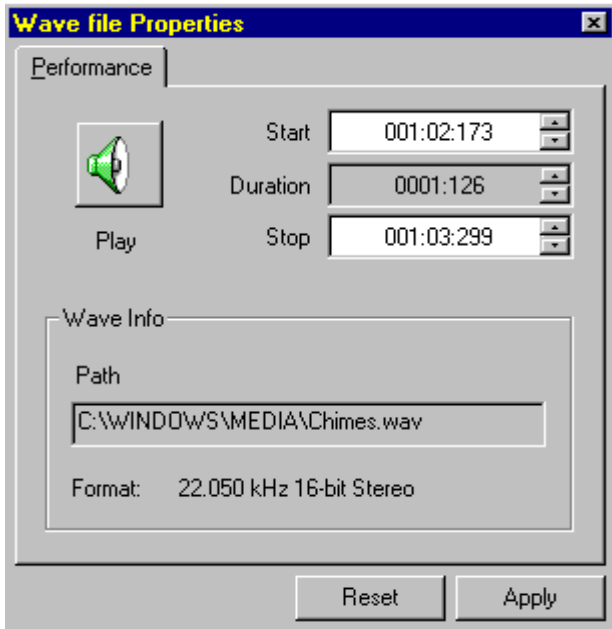 Wave file Properties
Performance
Start 001:02:173
Duration 0001:126
Play
Stop 001:03:299
Wave Info
Path
C:\WINDOWS\MEDIA\Chimes.wav
Format: 22.050 kHz 16-bit Stereo
Reset Apply